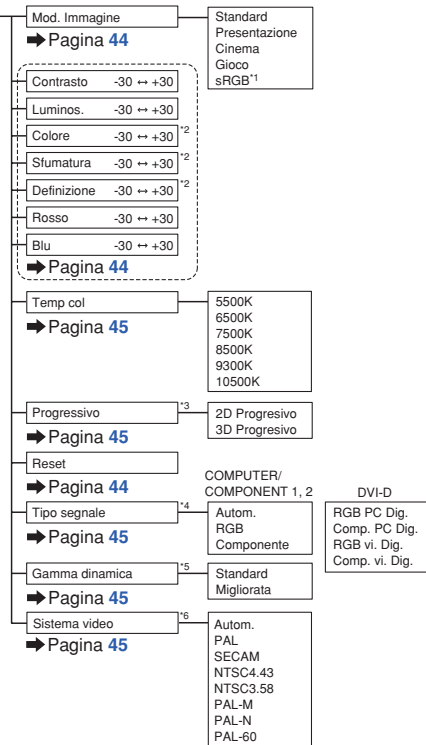 Mod. Immagine
Pagina 44
Standard
Presentazione
Cinema
Gioco
sRGB*1
Contrasto -30 ↔ +30
Luminos. -30 ↔ +30
Colore -30 ↔ +30 *2
Sfumatura -30 ↔ +30 *2
Definizione -30 ↔ +30 *2
Rosso -30 ↔ +30
Blu -30 ↔ +30
Pagina 44
Temp col
Pagina 45
5500K
6500K
7500K
8500K
9300K
10500K
Progressivo *3
Pagina 45
2D Progresivo
3D Progresivo
Reset
Pagina 44
Tipo segnale *4
Pagina 45
COMPUTER/
COMPONENT 1, 2
Autom.
RGB
Componente
DVI-D
RGB PC Dig.
Comp. PC Dig.
RGB vi. Dig.
Comp. vi. Dig.
Gamma dinamica *5
Pagina 45
Standard
Migliorata
Sistema video *6
Pagina 45
Autom.
PAL
SECAM
NTSC4.43
NTSC3.58
PAL-M
PAL-N
PAL-60